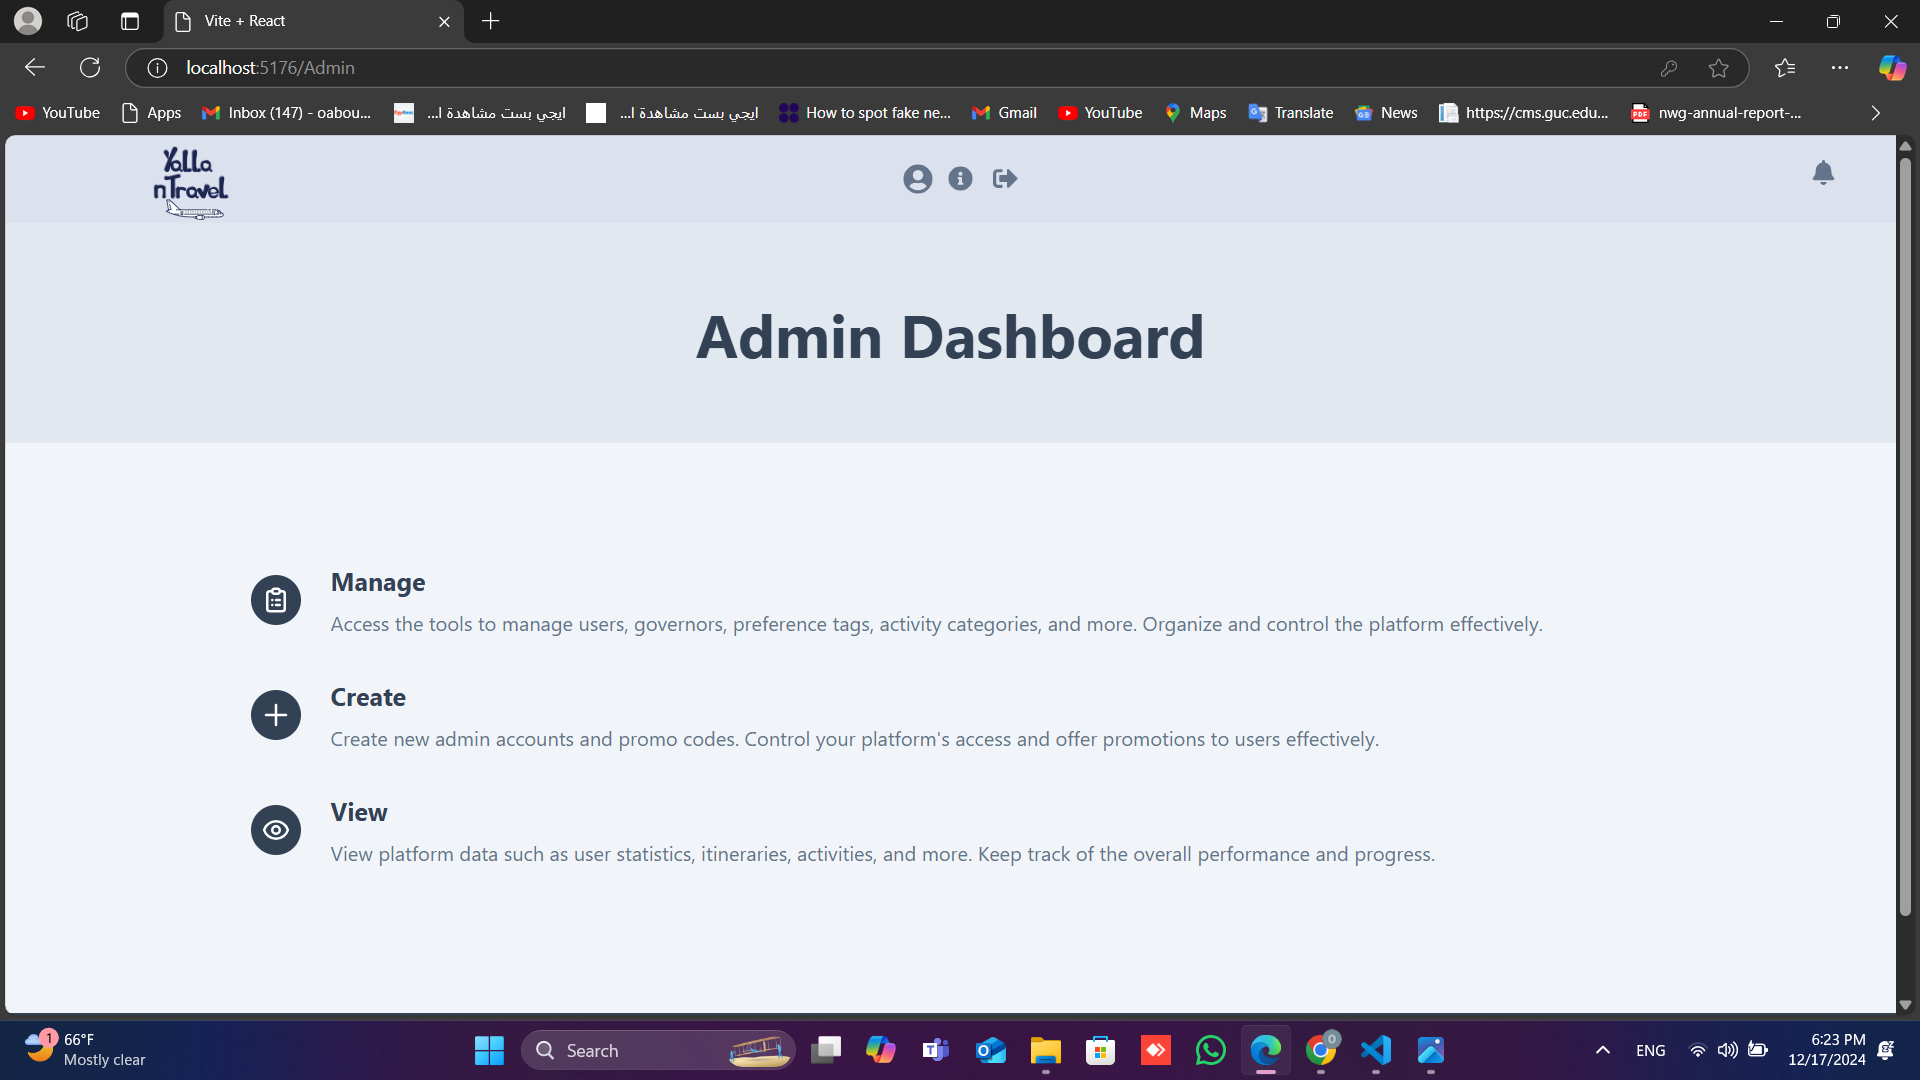 Vite + React
localhost:5176/Admin
YouTube
Apps
Inbox (147) - oabou...
ايجي بست مشاهدة ا...
ايجي بست مشاهدة ا...
How to spot fake ne...
Gmail
YouTube
Maps
Translate
News
https://cms.guc.edu...
nwg-annual-report-...
Yalla
nTravel
Admin Dashboard
Manage
Access the tools to manage users, governors, preference tags, activity categories, and more. Organize and control the platform effectively.
Create
Create new admin accounts and promo codes. Control your platform's access and offer promotions to users effectively.
View
View platform data such as user statistics, itineraries, activities, and more. Keep track of the overall performance and progress.
1
66°F
Mostly clear
Search
0
ENG
6:23 PM
12/17/2024